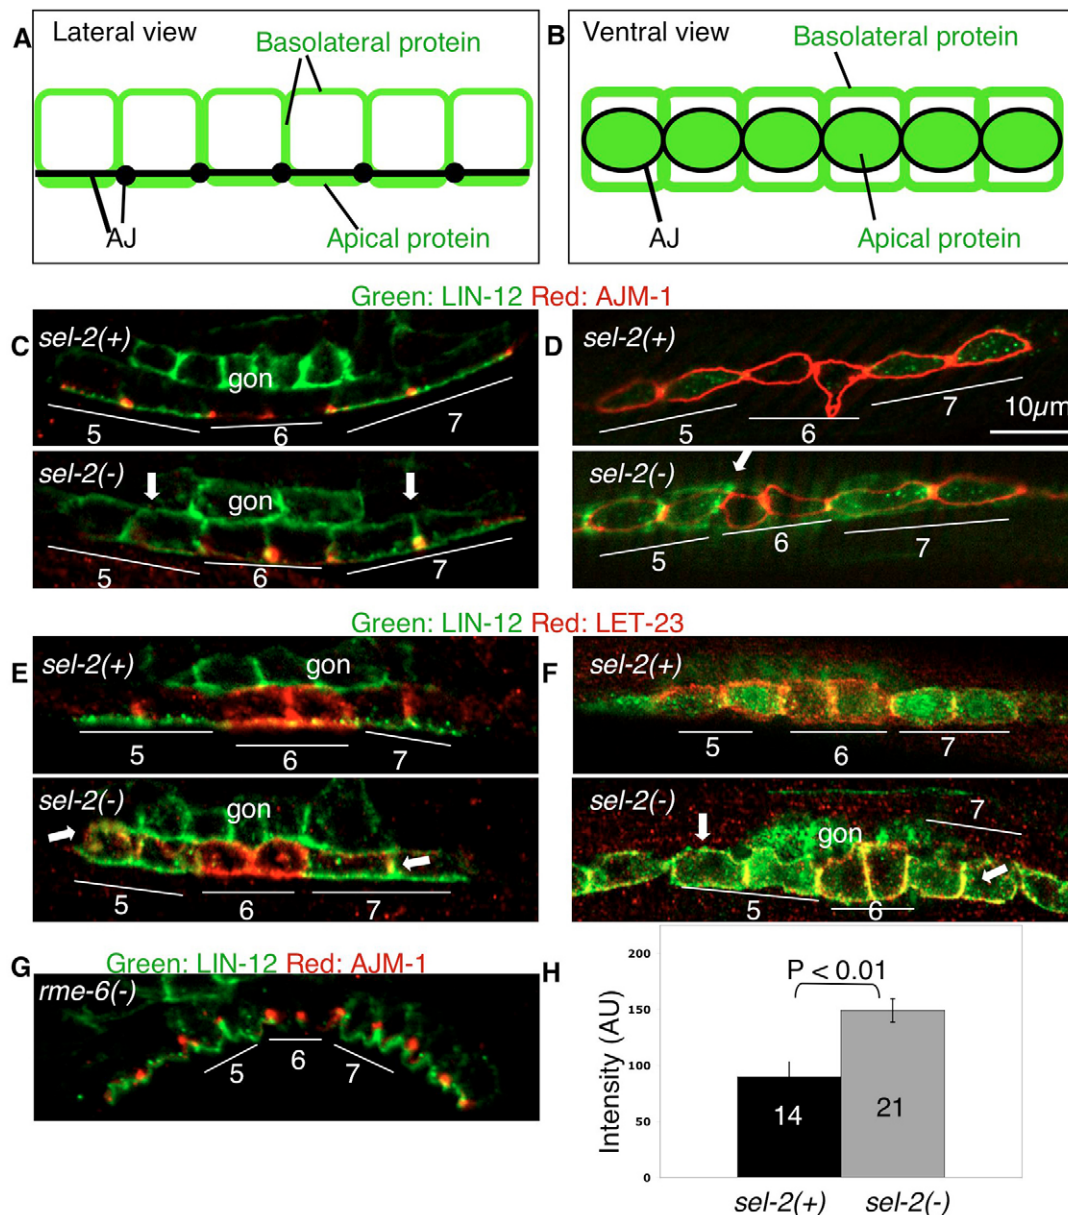 A
Lateral view
Basolateral protein
AJ
Apical protein
B
Ventral view
Basolateral protein
AJ
Apical protein
Green: LIN-12 Red: AJM-1
C
sel-2(+)
gon
5
6
7
sel-2(-)
gon
5
6
7
D
sel-2(+)
5
6
7
10µm
sel-2(-)
5
6
7
Green: LIN-12 Red: LET-23
E
sel-2(+)
gon
5
6
7
sel-2(-)
gon
5
6
7
F
sel-2(+)
5
6
7
sel-2(-)
gon
7
5
6
G
Green: LIN-12 Red: AJM-1
rme-6(-)
5
6
7
H
Intensity (AU)
200
150
100
50
0
P < 0.01
14
21
sel-2(+)
sel-2(-)